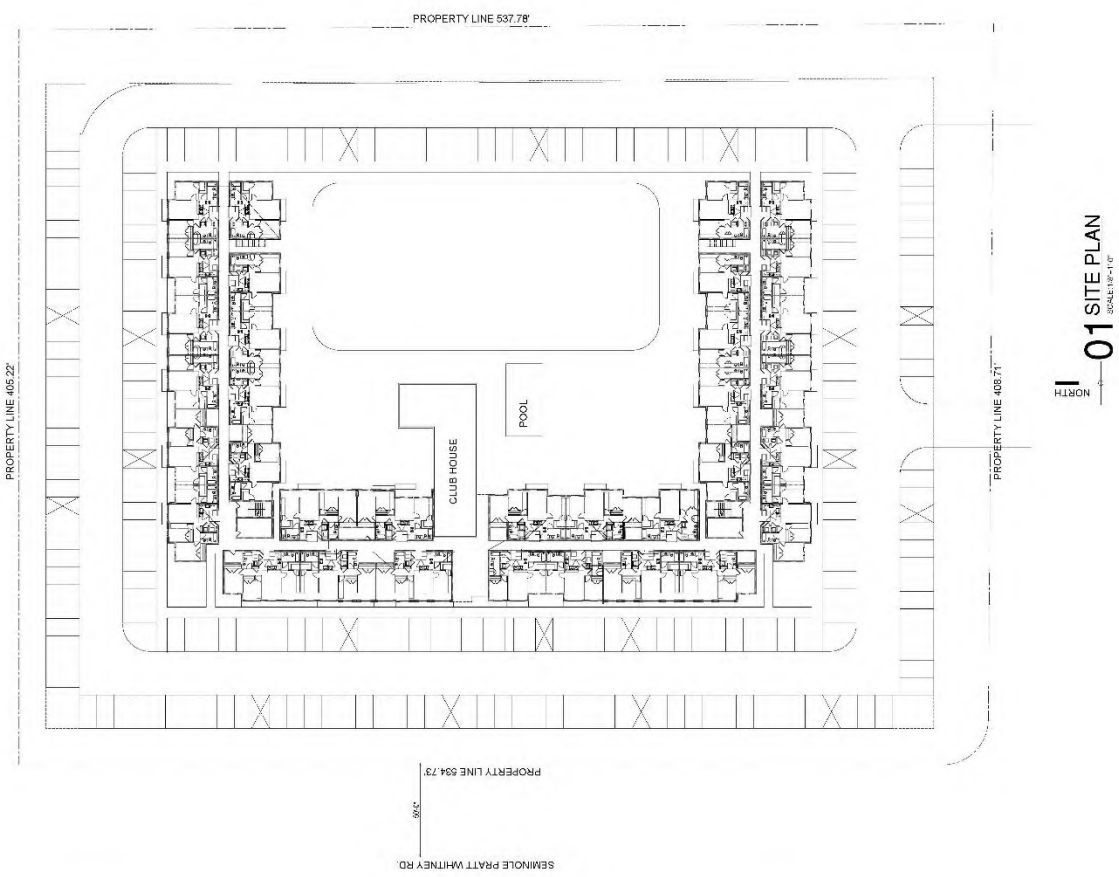 PROPERTY LINE 537.78'
PROPERTY LINE 405.22'
CLUB HOUSE
POOL
PROPERTY LINE 408.71'
NORTH
01 SITE PLAN
PROPERTY LINE 534.73'
SEMINOLE PRATT WHITNEY RD.